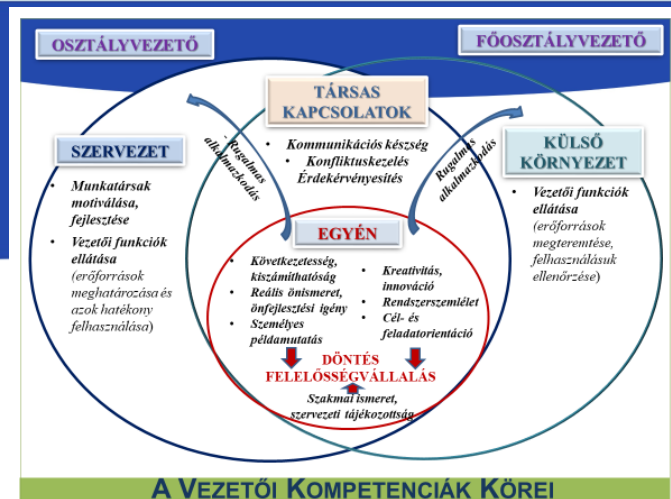 OSZTÁLYVEZETŐ
FŐOSZTÁLYVEZETŐ
TÁRSAS
KAPCSOLATOK
SZERVEZET
KÜLSŐ
KÖRNYEZET
- Rugalmas
alkalmazkodás
• Kommunikációs készség
• Konfliktuskezelés
Érdekérvényesítés
Rugalmas
alkalmazkodás
• Munkatársak
motiválása,
fejlesztése
• Vezetői funkciók
ellátása
(erőforrások
meghatározása és
azok hatékony
felhasználása)
• Vezetői funkciók
ellátása
(erőforrások
megteremtése,
felhasználásuk
ellenőrzése)
EGYÉN
• Következetesség,
kiszámíthatóság
• Reális önismeret,
önfejlesztési igény
• Személyes
példamutatás
• Kreativitás,
innováció
• Rendszerszemlélet
• Cél- és
feladatorientáció
DÖNTÉS
FELELŐSSÉGVÁLLALÁS
Szakmai ismeret,
szervezeti tájékozottság
A VEZETŐI KOMPETENCIÁK KÖREI